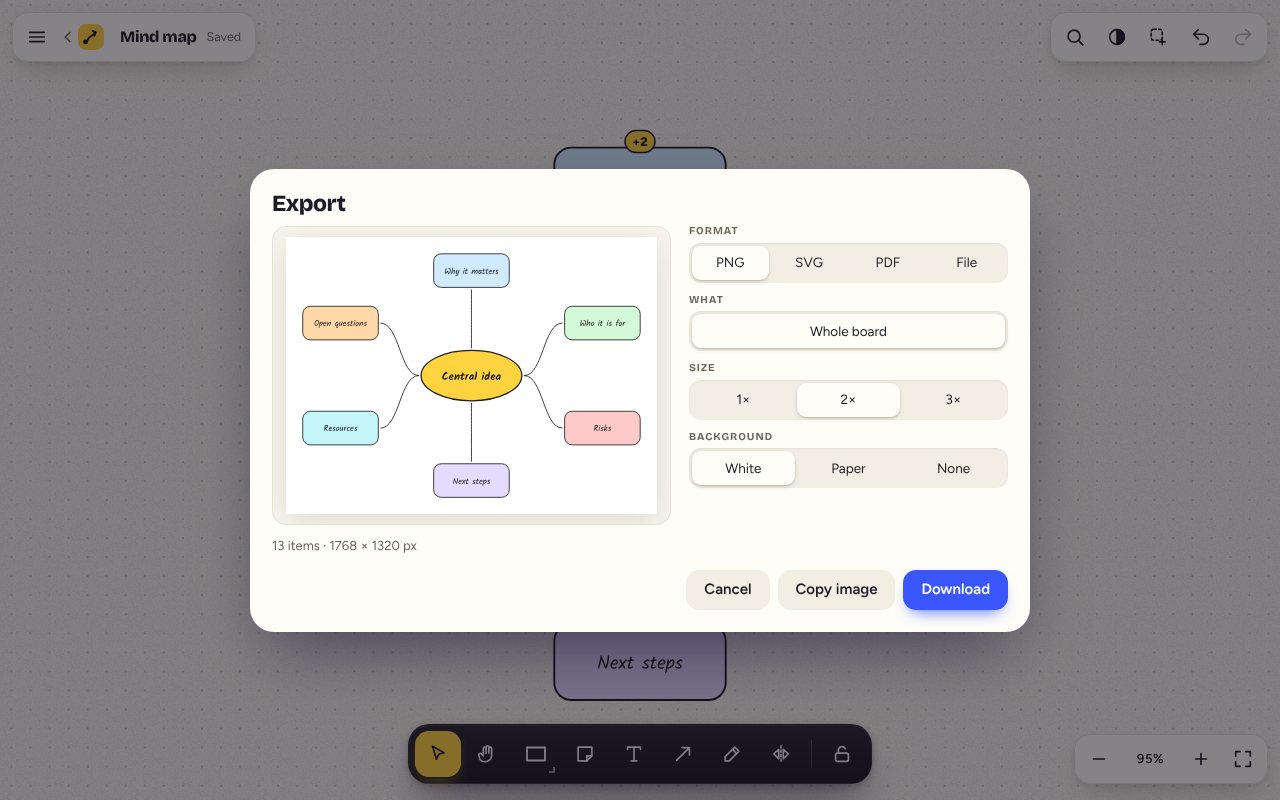 Mind map Saved
+2
Export
Why it matters
Open questions
Who it is for
Central idea
Resources
Risks
Next steps
13 items · 1768 × 1320 px
FORMAT
PNG SVG PDF File
WHAT
Whole board
SIZE
1× 2× 3×
BACKGROUND
White Paper None
Cancel Copy image Download
Next steps
95%